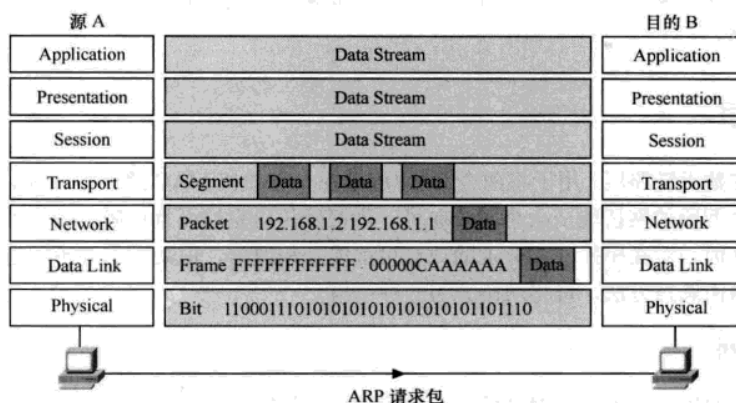 源 A
目的 B
Application
Data Stream
Application
Presentation
Data Stream
Presentation
Session
Data Stream
Session
Transport
Segment Data Data Data
Transport
Network
Packet 192.168.1.2 192.168.1.1 Data
Network
Data Link
Frame FFFFFFFFFFFF 00000CAAAAAA Data
Data Link
Physical
Bit 1100011101010101010101010101101110
Physical
ARP 请求包